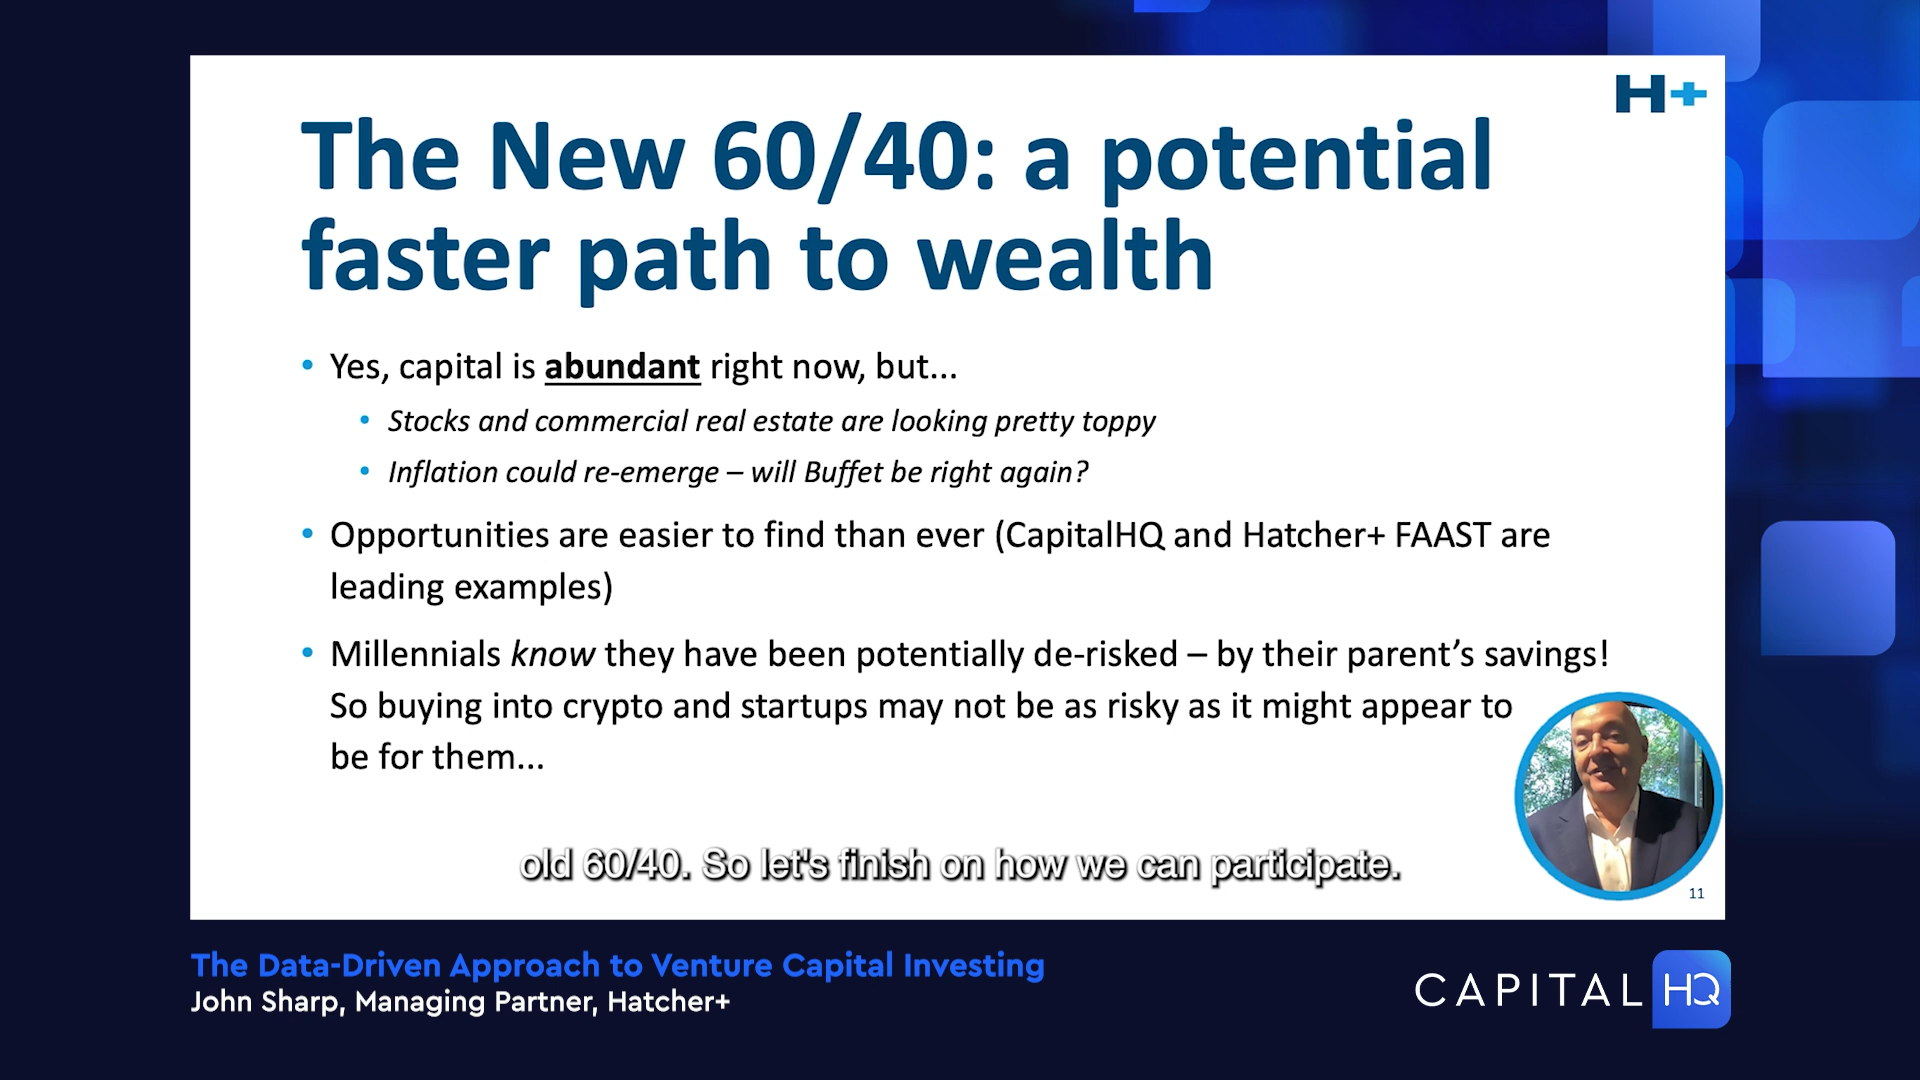 H+
The New 60/40: a potential
faster path to wealth
• Yes, capital is abundant right now, but...
• Stocks and commercial real estate are looking pretty toppy
• Inflation could re-emerge – will Buffet be right again?
• Opportunities are easier to find than ever (CapitalHQ and Hatcher+ FAAST are
leading examples)
• Millennials know they have been potentially de-risked – by their parent’s savings!
So buying into crypto and startups may not be as risky as it might appear to
be for them...
old 60/40. So let's finish on how we can participate.
11
The Data-Driven Approach to Venture Capital Investing
John Sharp, Managing Partner, Hatcher+
CAPITAL HQ